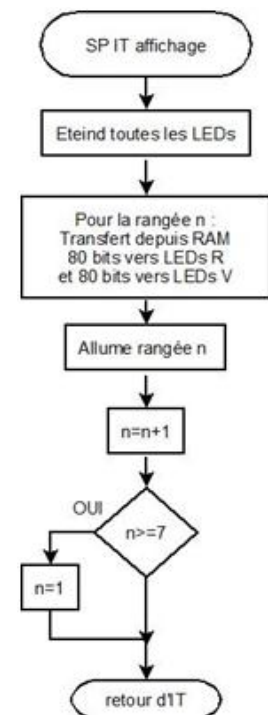 SP IT affichage
Eteind toutes les LEDs
Pour la rangée n :
Transfert depuis RAM
80 bits vers LEDs R
et 80 bits vers LEDs V
Allume rangée n
n=n+1
OUI
n>=7
n=1
retour d'IT